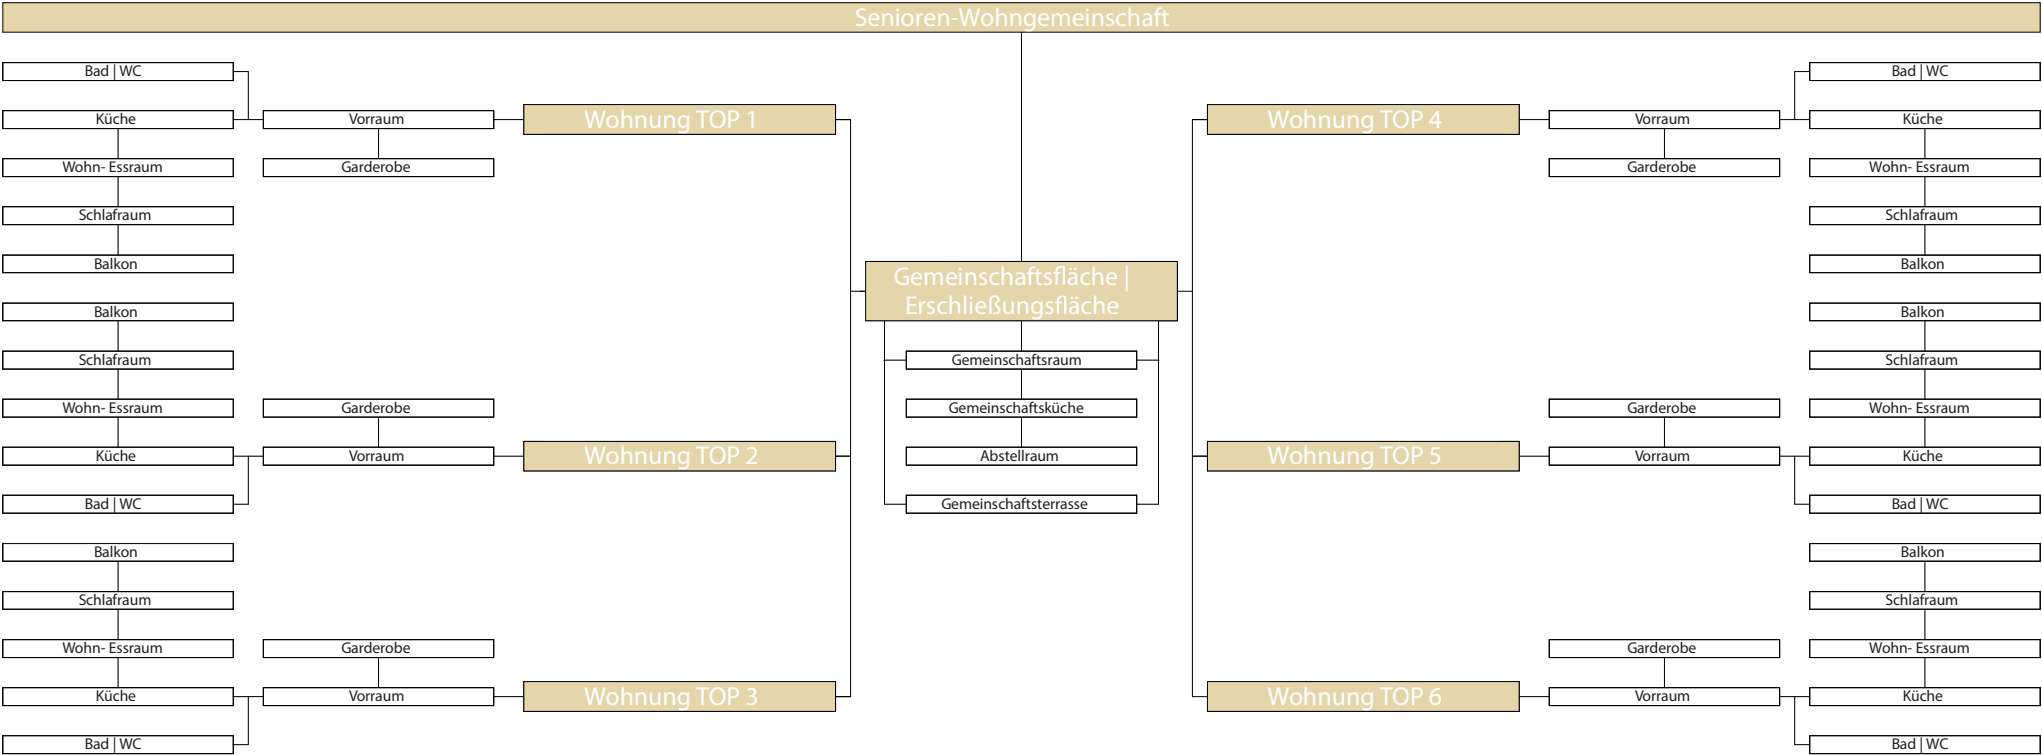 Senioren-Wohngemeinschaft
Bad | WC
Küche
Vorraum
Wohnung TOP 1
Wohn- Essraum
Garderobe
Schlafraum
Balkon
Balkon
Schlafraum
Wohn- Essraum
Garderobe
Küche
Vorraum
Wohnung TOP 2
Bad | WC
Balkon
Schlafraum
Wohn- Essraum
Garderobe
Küche
Vorraum
Wohnung TOP 3
Bad | WC
Gemeinschaftsfläche |
Erschließungsfläche
Gemeinschaftsraum
Gemeinschaftsküche
Abstellraum
Gemeinschaftsterrasse
Bad | WC
Wohnung TOP 4
Vorraum
Küche
Garderobe
Wohn- Essraum
Schlafraum
Balkon
Balkon
Schlafraum
Garderobe
Wohn- Essraum
Wohnung TOP 5
Vorraum
Küche
Bad | WC
Balkon
Schlafraum
Garderobe
Wohn- Essraum
Wohnung TOP 6
Vorraum
Küche
Bad | WC